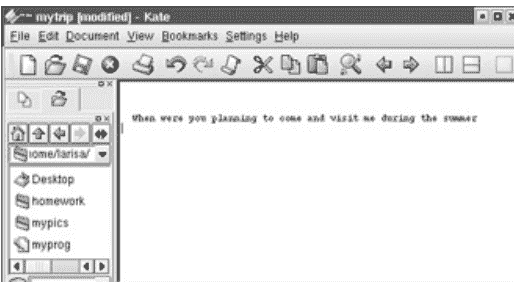 mytrip [modified] - Kate
File Edit Document View Bookmarks Settings Help
When were you planning to come and visit me during the summer
iome/larisa/
Desktop
homework
mypics
myprog